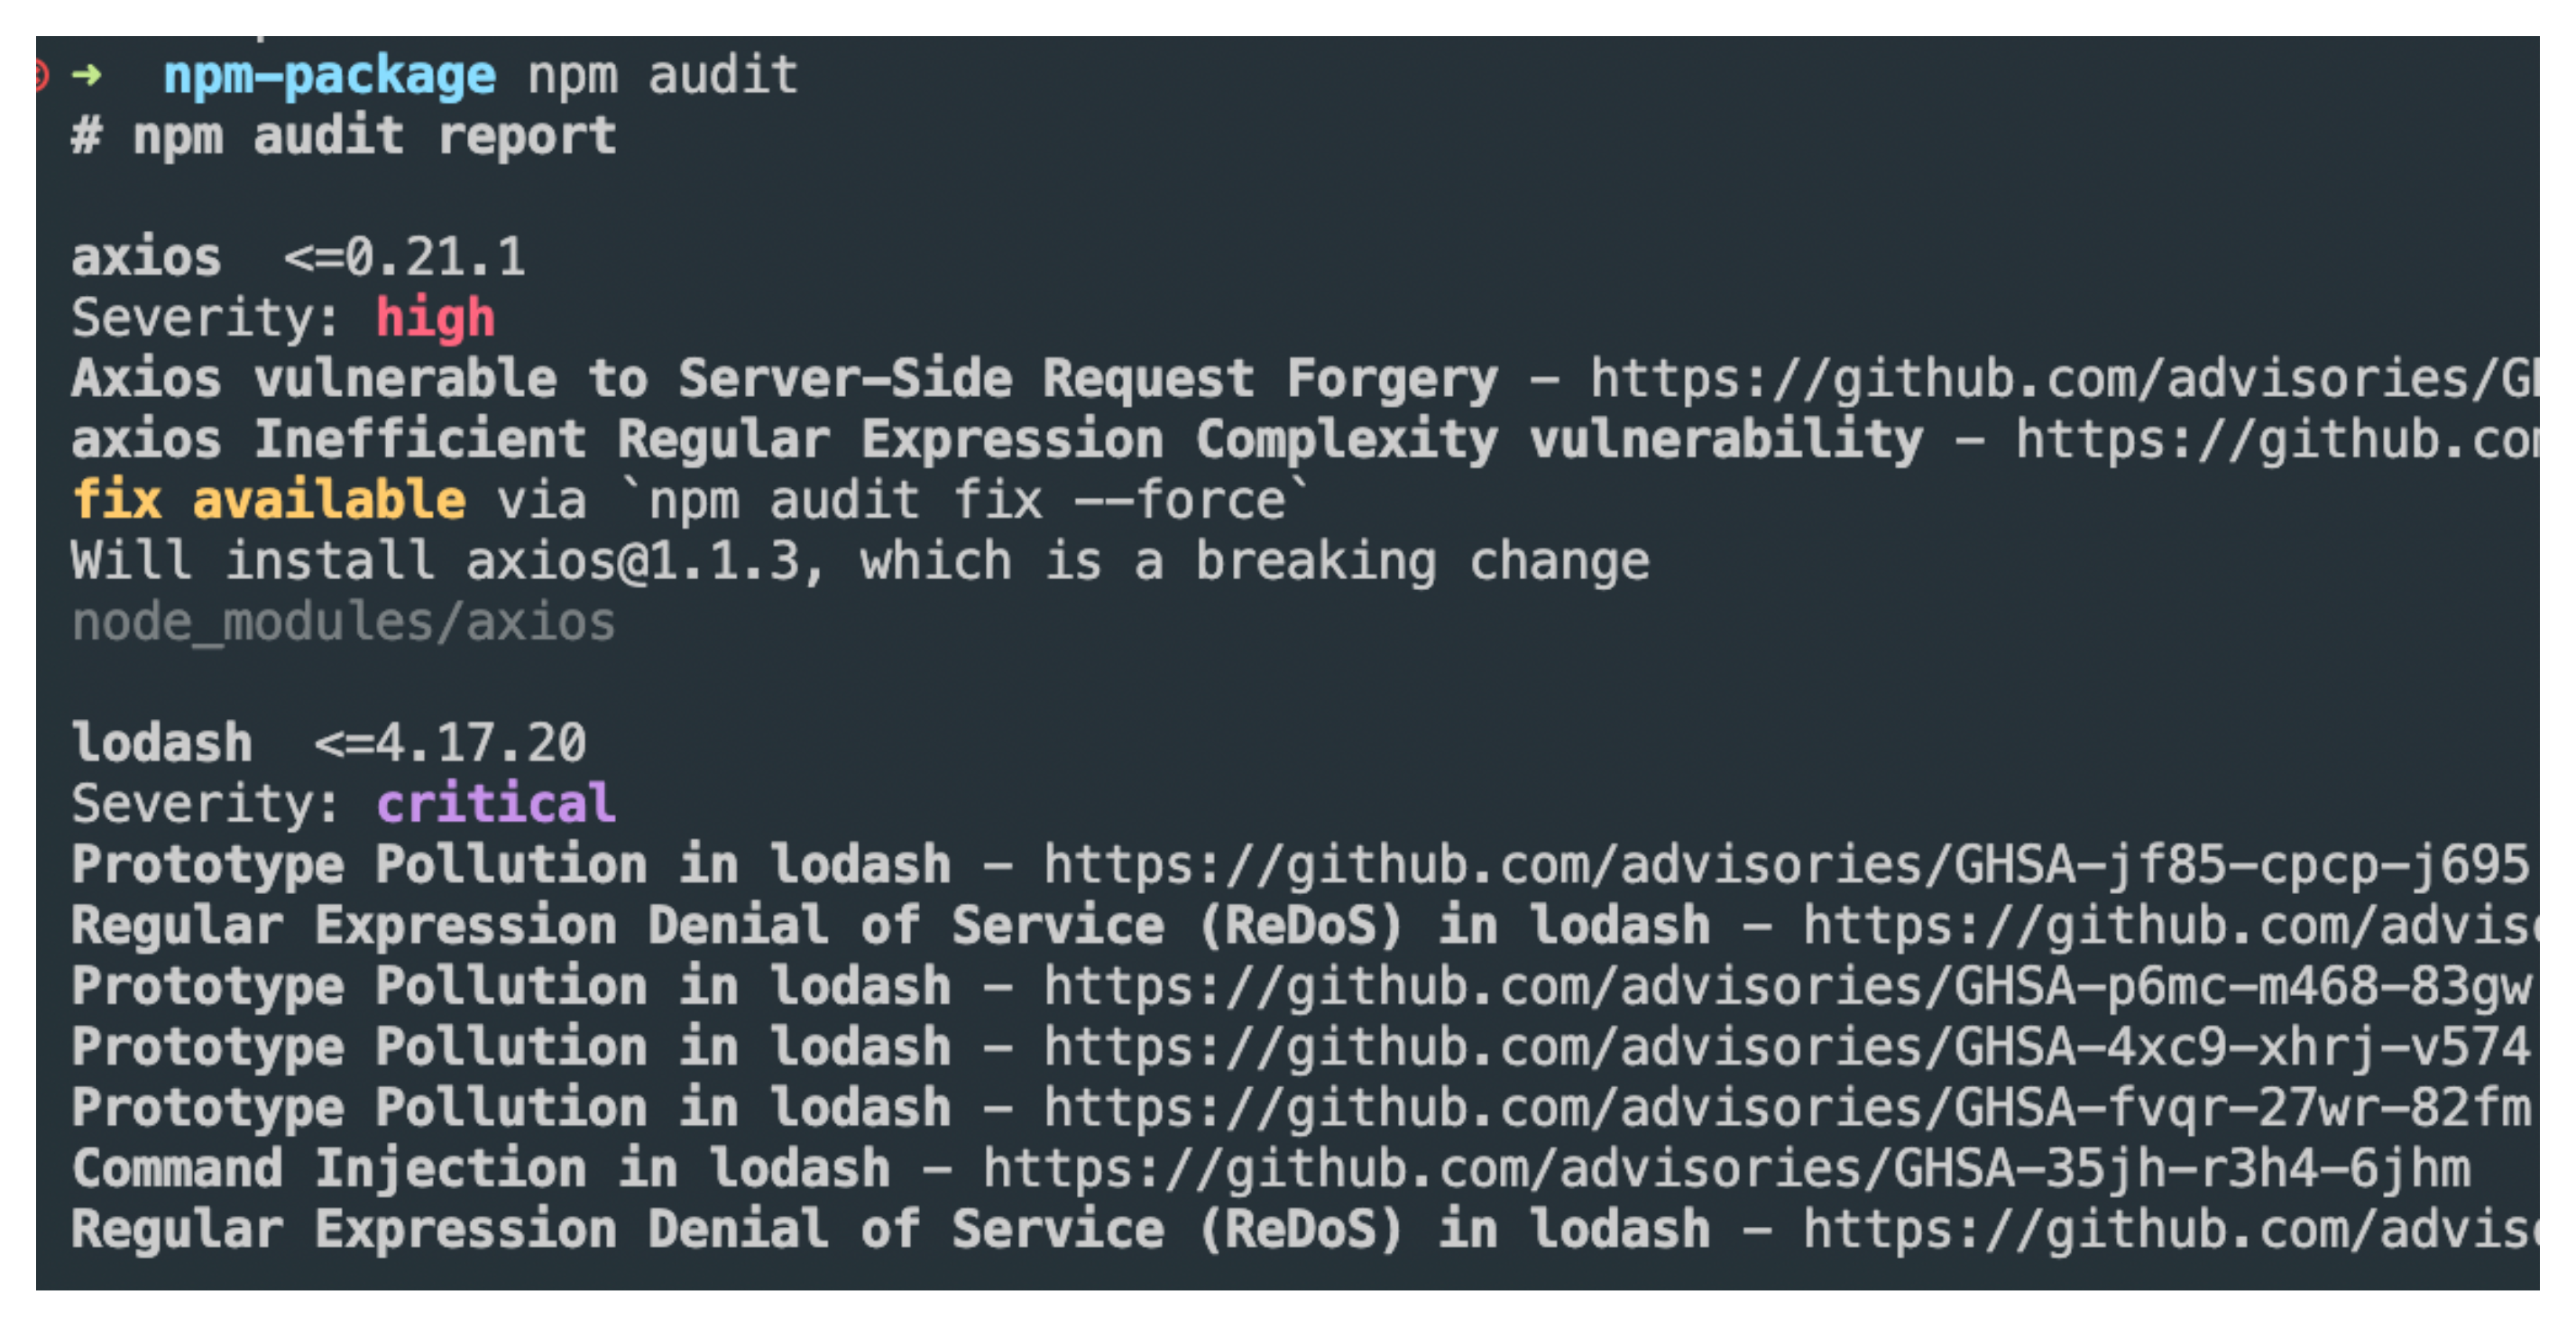 ➜ npm-package npm audit
# npm audit report
axios <=0.21.1
Severity: high
Axios vulnerable to Server-Side Request Forgery - https://github.com/advisories/G
axios Inefficient Regular Expression Complexity vulnerability - https://github.co
fix available via `npm audit fix --force`
Will install axios@1.1.3, which is a breaking change
node_modules/axios
lodash <=4.17.20
Severity: critical
Prototype Pollution in lodash - https://github.com/advisories/GHSA-jf85-cpcp-j695
Regular Expression Denial of Service (ReDoS) in lodash - https://github.com/advis
Prototype Pollution in lodash - https://github.com/advisories/GHSA-p6mc-m468-83gw
Prototype Pollution in lodash - https://github.com/advisories/GHSA-4xc9-xhrj-v574
Prototype Pollution in lodash - https://github.com/advisories/GHSA-fvqr-27wr-82fm
Command Injection in lodash - https://github.com/advisories/GHSA-35jh-r3h4-6jhm
Regular Expression Denial of Service (ReDoS) in lodash - https://github.com/advis